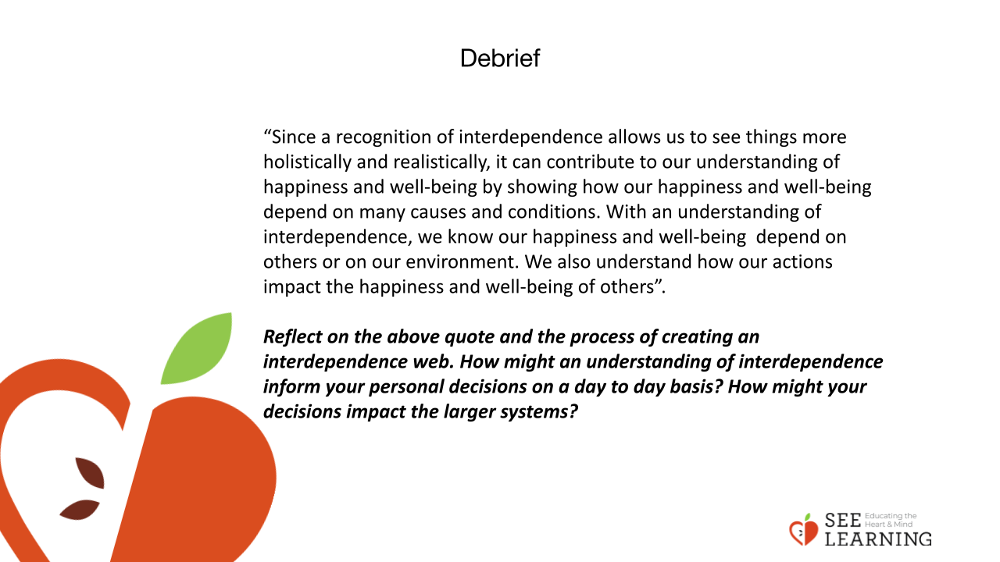 Debrief
“Since a recognition of interdependence allows us to see things more
holistically and realistically, it can contribute to our understanding of
happiness and well-being by showing how our happiness and well-being
depend on many causes and conditions. With an understanding of
interdependence, we know our happiness and well-being  depend on
others or on our environment. We also understand how our actions
impact the happiness and well-being of others”.
Reflect on the above quote and the process of creating an
interdependence web. How might an understanding of interdependence
inform your personal decisions on a day to day basis? How might your
decisions impact the larger systems?
SEE Educating the
Heart & Mind
LEARNING